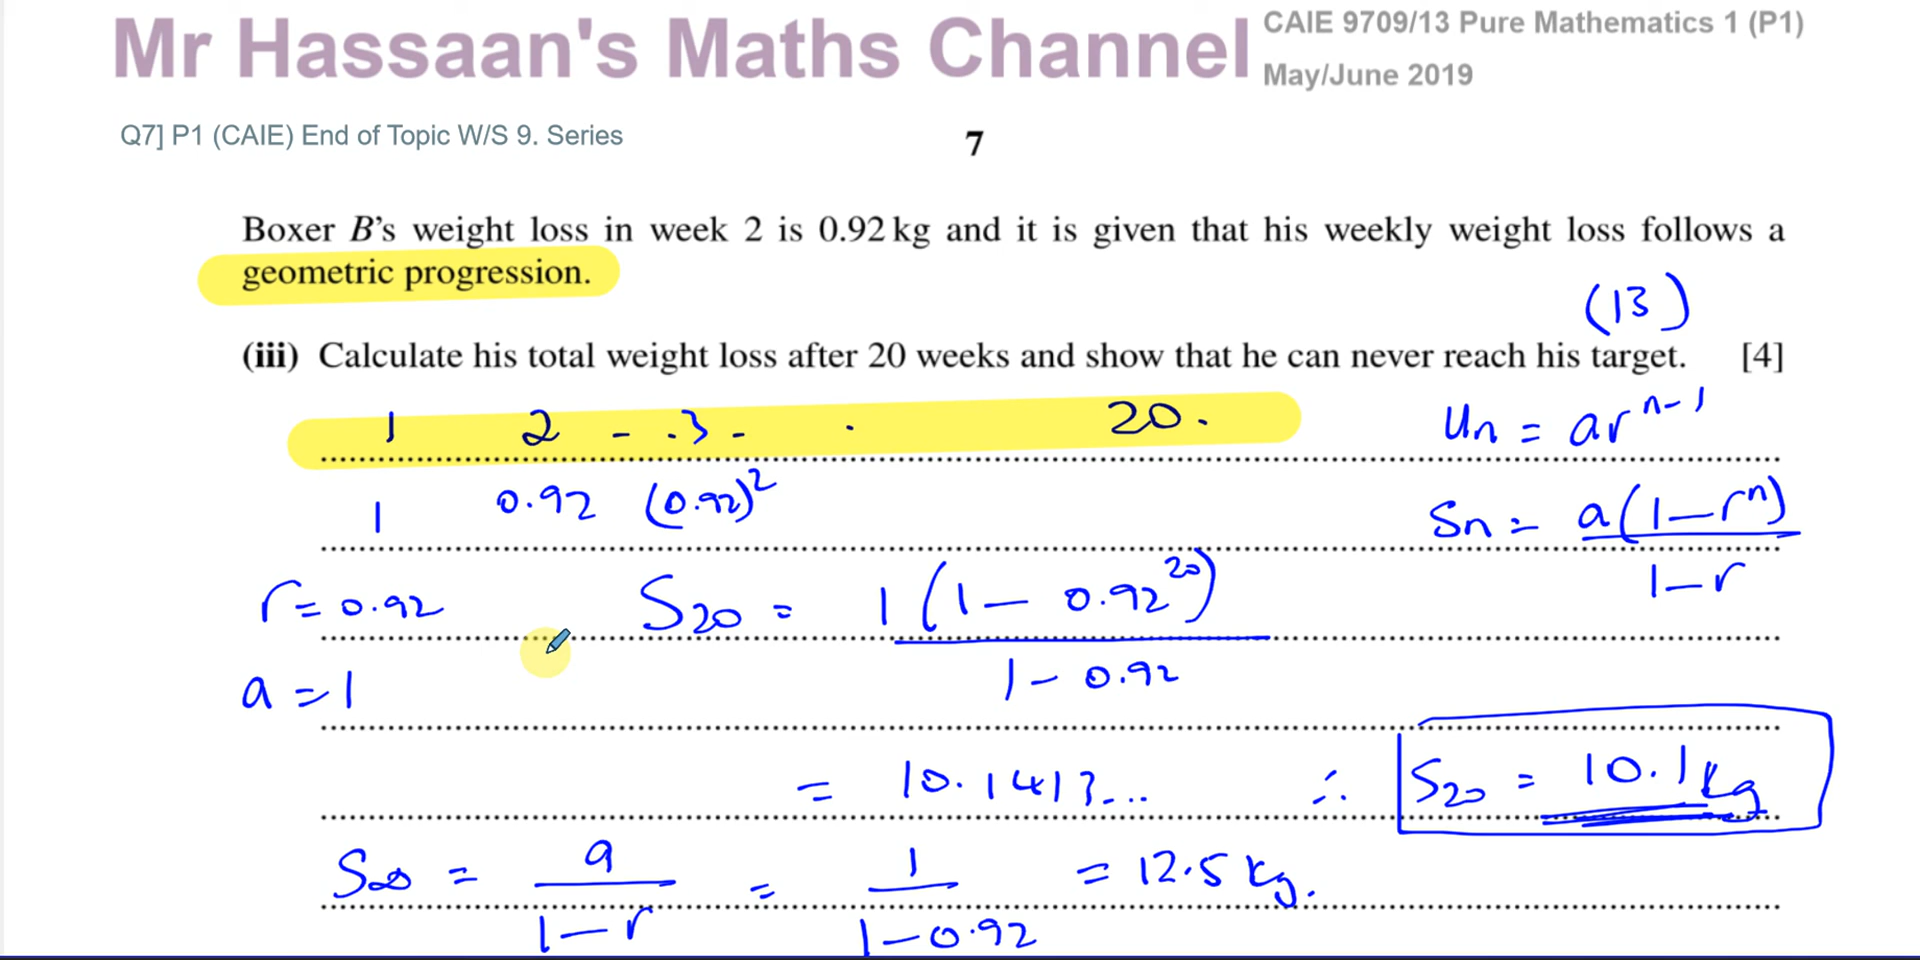 Mr Hassaan's Maths Channel
CAIE 9709/13 Pure Mathematics 1 (P1)
May/June 2019
Q7] P1 (CAIE) End of Topic W/S 9. Series
7
Boxer B's weight loss in week 2 is 0.92 kg and it is given that his weekly weight loss follows a
geometric progression.
(13)
(iii) Calculate his total weight loss after 20 weeks and show that he can never reach his target. [4]
1 2 - . 3 - . 20.
Un = ar^(n-1)
1 0.92 (0.92)^2
Sn = a(1-r^n) / 1-r
r = 0.92 S20 = 1(1 - 0.92^20) / 1 - 0.92
a = 1
= 10.1413... ∴ S20 = 10.1 kg
S∞ = a / 1-r = 1 / 1-0.92 = 12.5 kg.